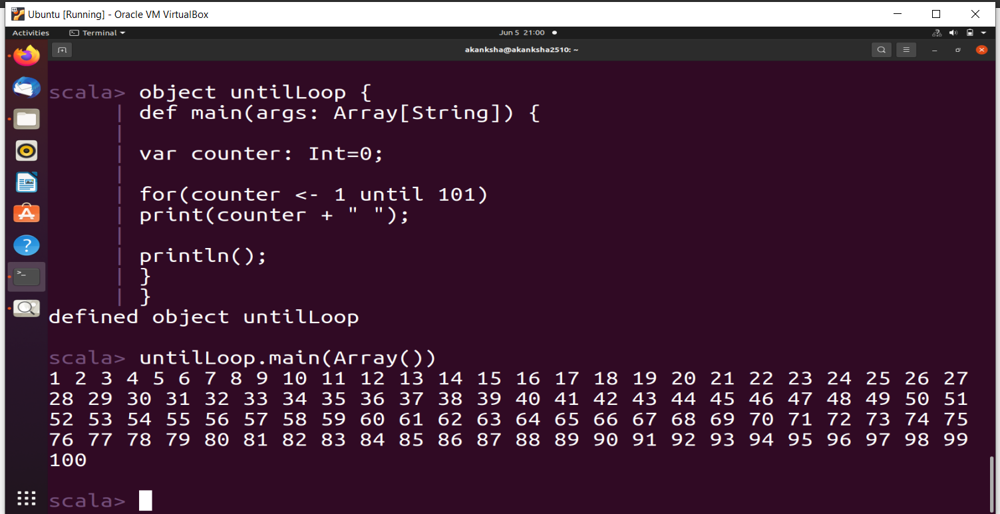 Ubuntu [Running] - Oracle VM VirtualBox
Activities Terminal Jun 5 21:00
akanksha@akanksha2510: ~
scala> object untilLoop {
| def main(args: Array[String]) {
|
| var counter: Int=0;
|
| for(counter <- 1 until 101)
| print(counter + " ");
|
| println();
| }
| }
defined object untilLoop
scala> untilLoop.main(Array())
1 2 3 4 5 6 7 8 9 10 11 12 13 14 15 16 17 18 19 20 21 22 23 24 25 26 27
28 29 30 31 32 33 34 35 36 37 38 39 40 41 42 43 44 45 46 47 48 49 50 51
52 53 54 55 56 57 58 59 60 61 62 63 64 65 66 67 68 69 70 71 72 73 74 75
76 77 78 79 80 81 82 83 84 85 86 87 88 89 90 91 92 93 94 95 96 97 98 99
100
scala>